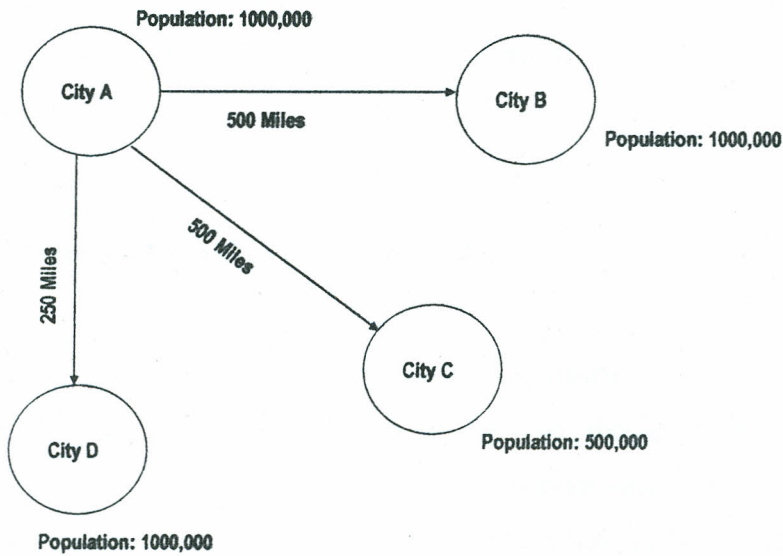 Population: 1000,000
City A
City B
500 Miles
Population: 1000,000
500 Miles
250 Miles
City C
City D
Population: 500,000
Population: 1000,000